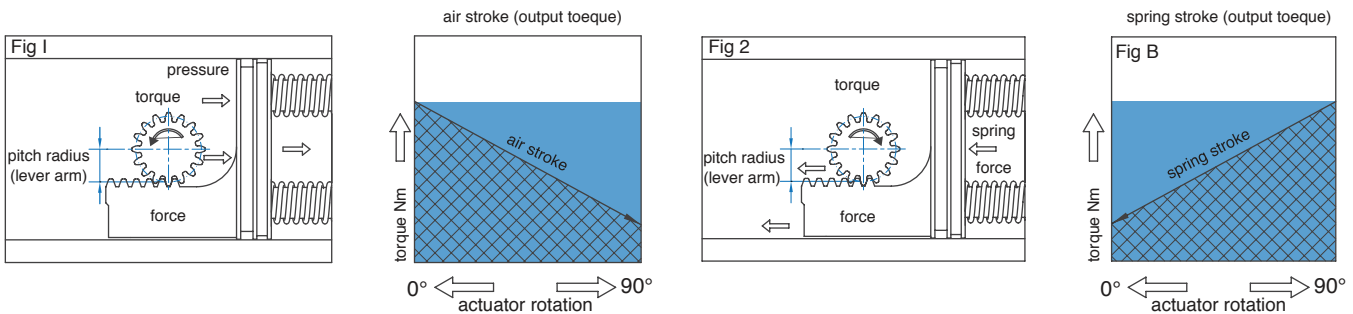 Fig I
pressure
torque
pitch radius
(lever arm)
force
air stroke (output toeque)
torque Nm
air stroke
0° 90°
actuator rotation
Fig 2
torque
pitch radius
(lever arm)
spring
force
force
spring stroke (output toeque)
Fig B
torque Nm
spring stroke
0° 90°
actuator rotation